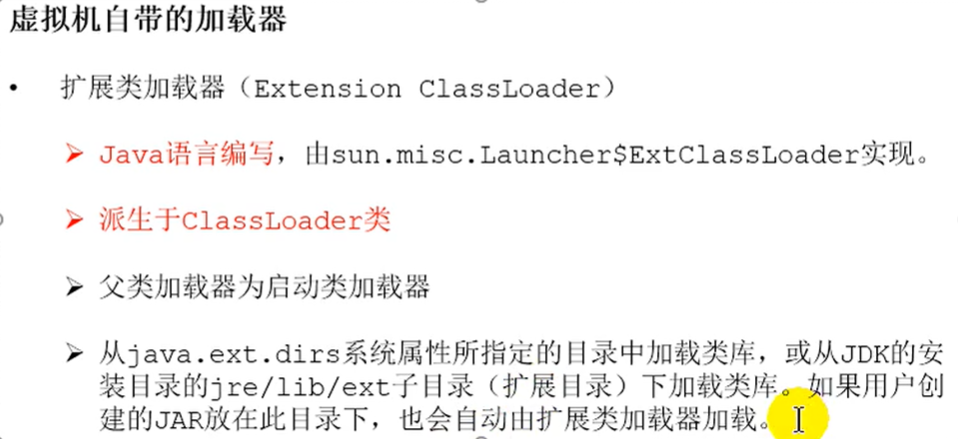 虚拟机自带的加载器
• 扩展类加载器（Extension ClassLoader）
➢ Java语言编写，由sun.misc.Launcher$ExtClassLoader实现。
➢ 派生于ClassLoader类
➢ 父类加载器为启动类加载器
➢ 从java.ext.dirs系统属性所指定的目录中加载类库，或从JDK的安
装目录的jre/lib/ext子目录（扩展目录）下加载类库。如果用户创
建的JAR放在此目录下，也会自动由扩展类加载器加载。